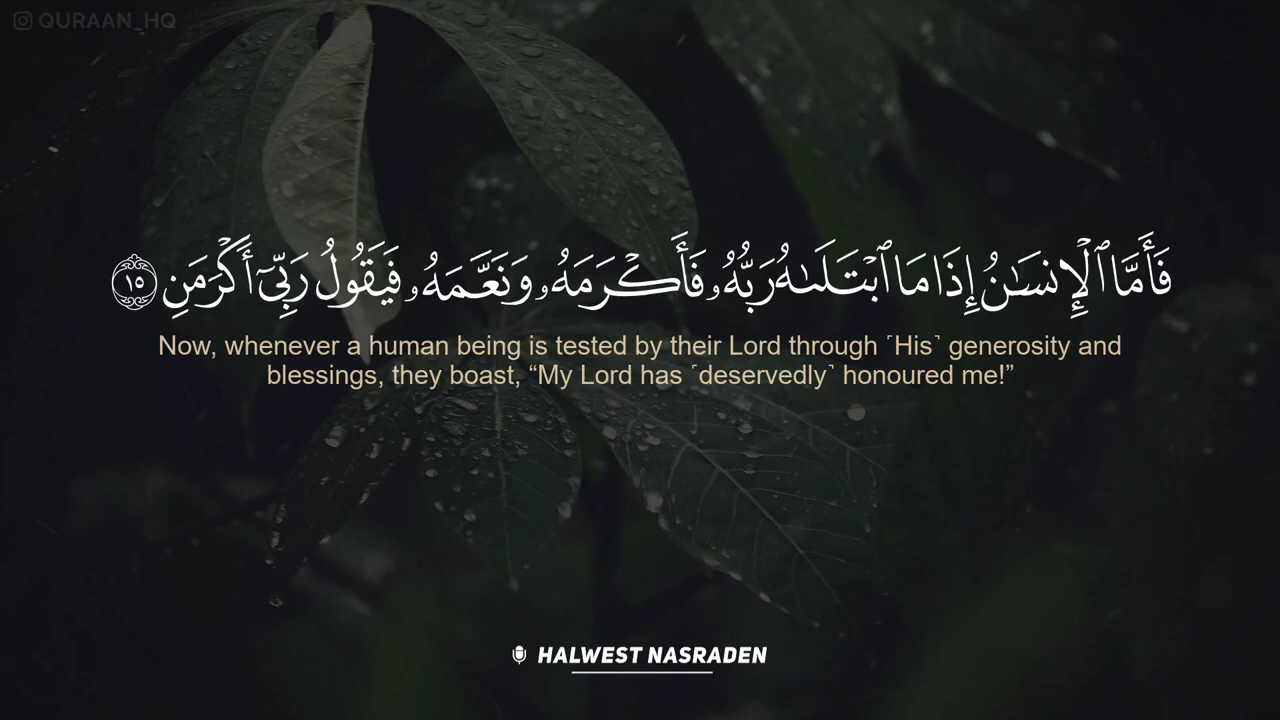 QURAAN_HQ
فَأَمَّا ٱلْإِنسَـٰنُ إِذَا مَا ٱبْتَلَىٰهُ رَبُّهُۥ فَأَكْرَمَهُۥ وَنَعَّمَهُۥ فَيَقُولُ رَبِّىٓ أَكْرَمَنِ ١٥
Now, whenever a human being is tested by their Lord through ˹His˺ generosity and
blessings, they boast, “My Lord has ˹deservedly˺ honoured me!”
HALWEST NASRADEN